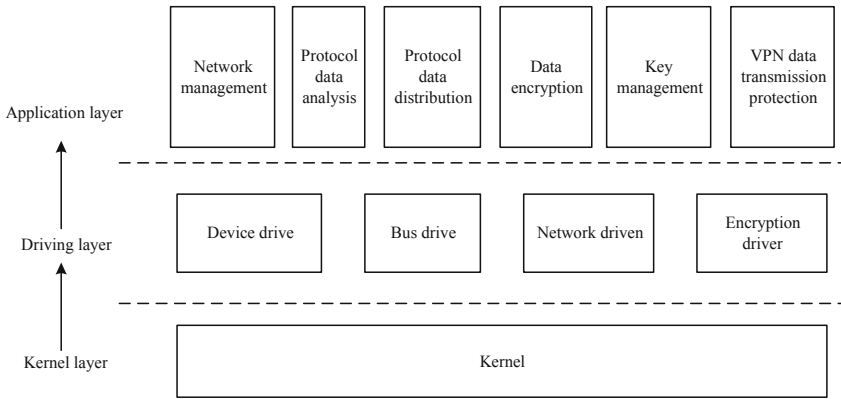 Network
management
Protocol
data
analysis
Protocol
data
distribution
Data
encryption
Key
management
VPN data
transmission
protection
Application layer
Device drive
Bus drive
Network driven
Encryption
driver
Driving layer
Kernel layer
Kernel